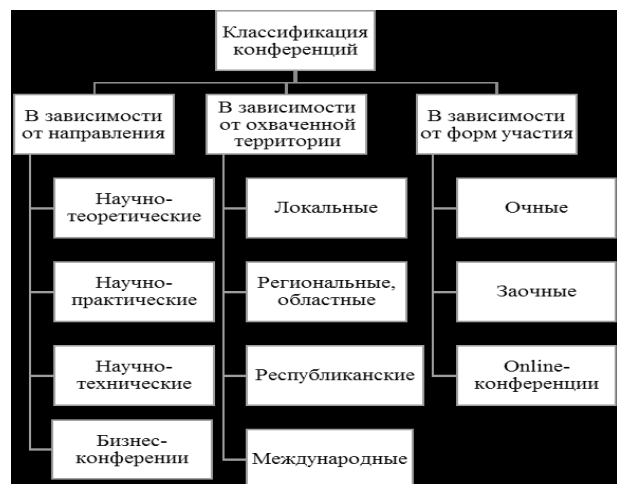 Классификация
конференций
В зависимости
от направления
Научно-
теоретические
Научно-
практические
Научно-
технические
Бизнес-
конферении
В зависимости
от охваченной
территории
Локальные
Региональные,
областные
Республиканские
Международные
В зависимости
от форм участия
Очные
Заочные
Online-
конференции